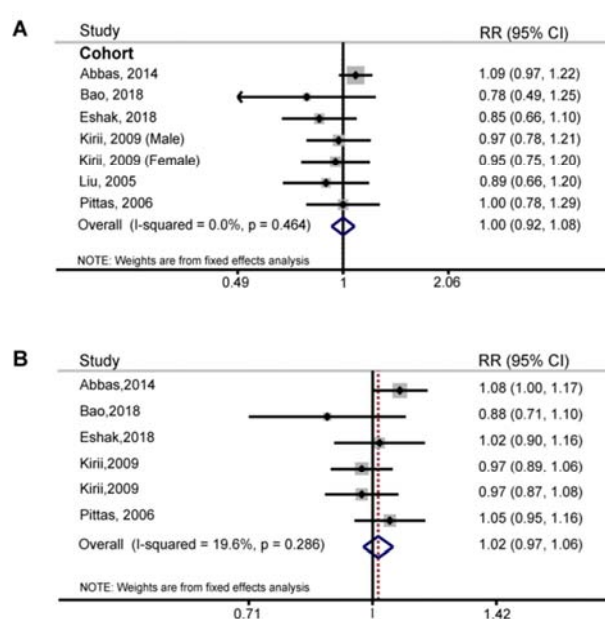 A
Study RR (95% CI)
Cohort
Abbas, 2014 1.09 (0.97, 1.22)
Bao, 2018 0.78 (0.49, 1.25)
Eshak, 2018 0.85 (0.66, 1.10)
Kirii, 2009 (Male) 0.97 (0.78, 1.21)
Kirii, 2009 (Female) 0.95 (0.75, 1.20)
Liu, 2005 0.89 (0.66, 1.20)
Pittas, 2006 1.00 (0.78, 1.29)
Overall (I-squared = 0.0%, p = 0.464) 1.00 (0.92, 1.08)
NOTE: Weights are from fixed effects analysis
0.49 1 2.06
B
Study RR (95% CI)
Abbas,2014 1.08 (1.00, 1.17)
Bao,2018 0.88 (0.71, 1.10)
Eshak,2018 1.02 (0.90, 1.16)
Kirii,2009 0.97 (0.89. 1.06)
Kirii,2009 0.97 (0.87, 1.08)
Pittas, 2006 1.05 (0.95, 1.16)
Overall (I-squared = 19.6%, p = 0.286) 1.02 (0.97, 1.06)
NOTE: Weights are from fixed effects analysis
0.71 1 1.42